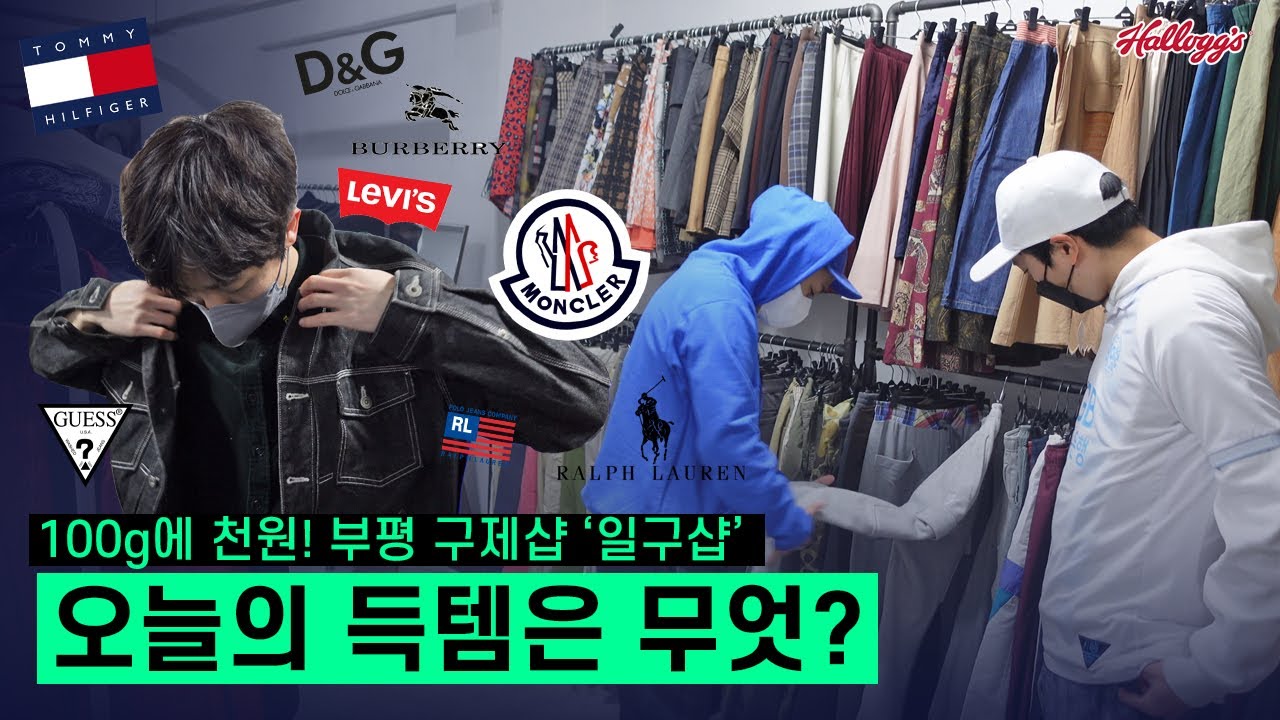 TOMMY
HILFIGER
D&G
DOLCE & GABBANA
BURBERRY
LEVI'S
Hallogg's
MONCLER
GUESS®
U.S.A.
?
POLO JEANS COMPANY
RL
RALPH LAUREN
RALPH LAUREN
100g에 천원! 부평 구제샵 ‘일구샵’
오늘의 득템은 무엇?